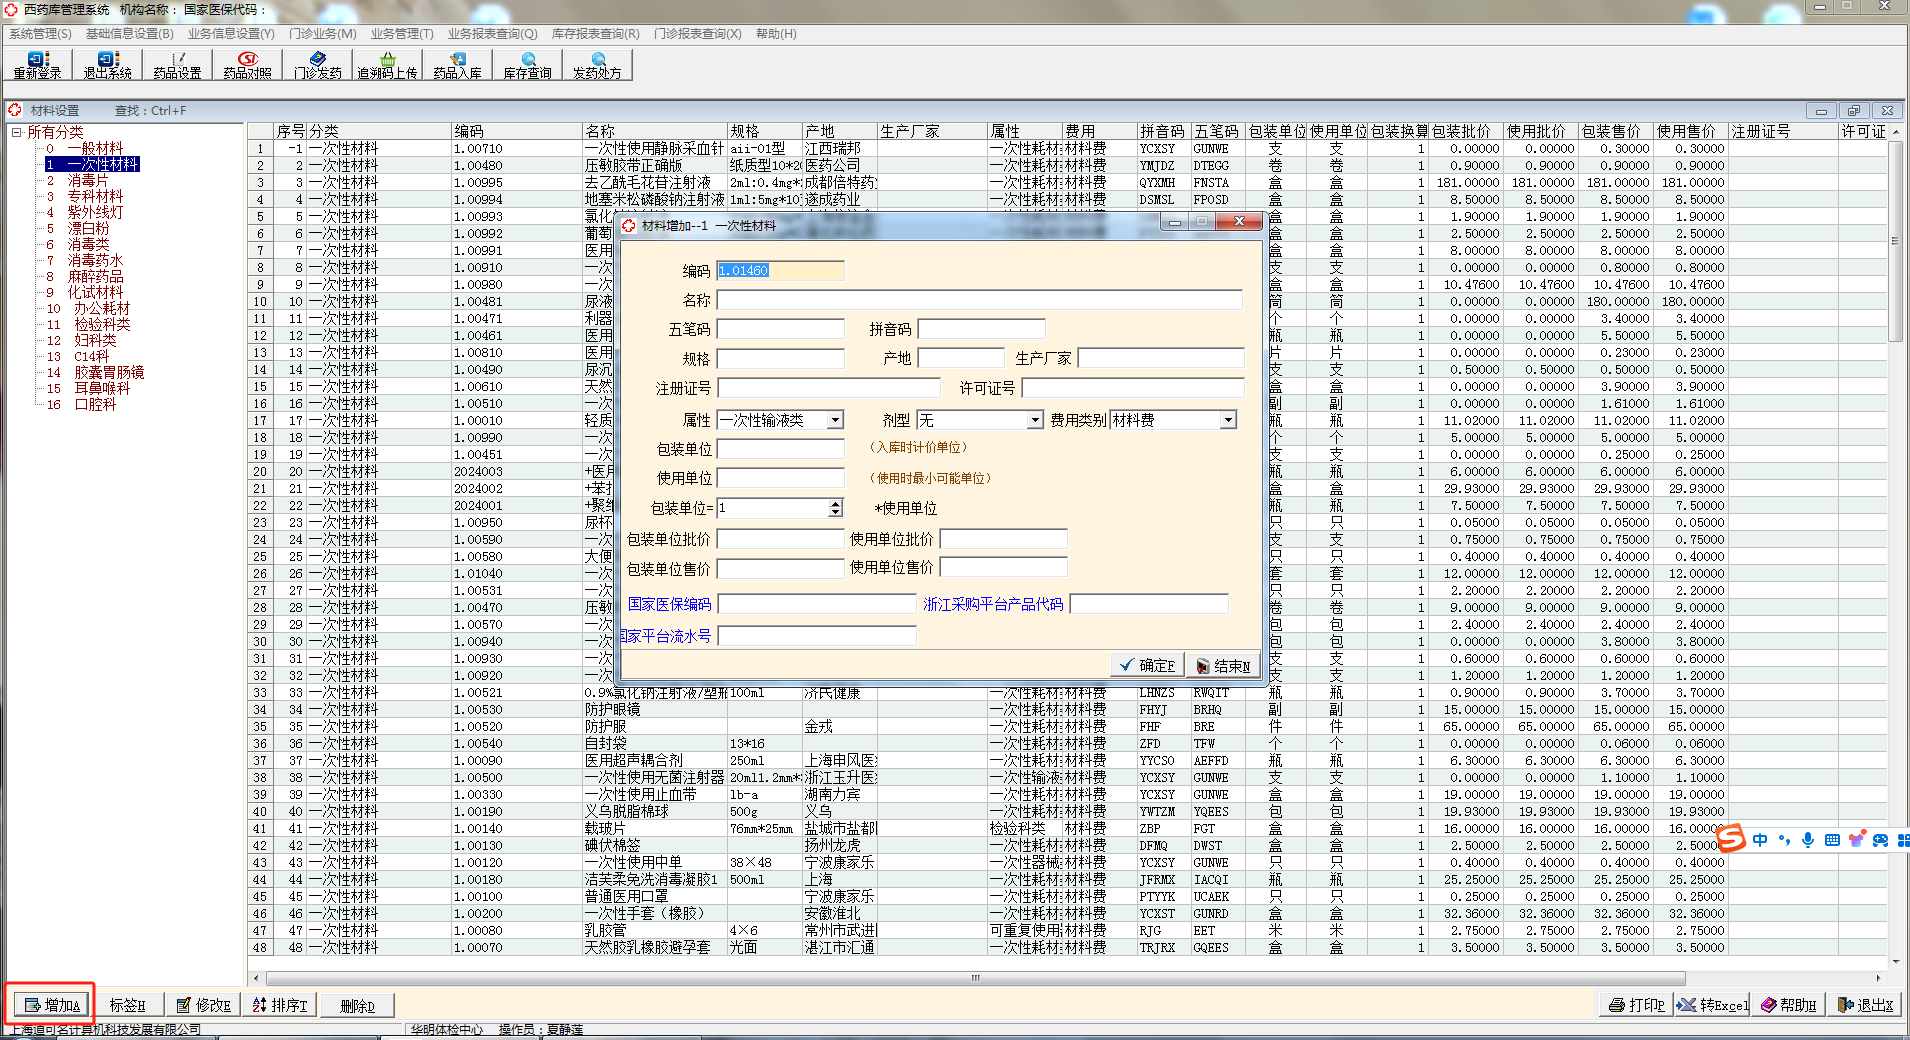 西药库管理系统 机构名称： 国家医保代码：
系统管理(S) 基础信息设置(B) 业务信息设置(Y) 门诊业务(M) 业务管理(T) 业务报表查询(Q) 库存报表查询(R) 门诊报表查询(X) 帮助(H)
重新登录 退出系统 药品设置 药品对照 门诊发药 追溯码上传 药品入库 库存查询 发药处方
材料设置 查找：Ctrl+F
所有分类
0 一般材料
1 一次性材料
2 消毒片
3 专科材料
4 紫外线灯
5 漂白粉
6 消毒类
7 消毒药水
8 麻醉药品
9 化试材料
10 办公耗材
11 检验科类
12 妇科类
13 C14科
14 胶囊胃肠镜
15 耳鼻喉科
16 口腔科
序号 分类 编码 名称 规格 产地 生产厂家 属性 费用 拼音码 五笔码 包装单位 使用单位 包装换算 包装批价 使用批价 包装售价 使用售价 注册证号 许可证
1 -1 一次性材料 1.00710 一次性使用静脉采血针 aii-01型 江西瑞邦 一次性耗材 材料费 YCXSY GUNWE 支 支 1 0.00000 0.00000 0.30000 0.30000
2 2 一次性材料 1.00480 压敏胶带正确版 纸质型10*20 医药公司 一次性耗材 材料费 YMJDZ DTEGG 卷 卷 1 0.90000 0.90000 0.90000 0.90000
3 3 一次性材料 1.00995 去乙酰毛花苷注射液 2ml:0.4mg* 成都倍特药 一次性耗材 材料费 QYXMH FNSTA 盒 盒 1 181.00000 181.00000 181.00000 181.00000
4 4 一次性材料 1.00994 地塞米松磷酸钠注射液 1ml:5mg*10 遂成药业 一次性耗材 材料费 DSMSL FPOSD 盒 盒 1 8.50000 8.50000 8.50000 8.50000
5 5 一次性材料 1.00993 氯化 盒 盒 1 1.90000 1.90000 1.90000 1.90000
6 6 一次性材料 1.00992 葡萄 盒 盒 1 2.50000 2.50000 2.50000 2.50000
7 7 一次性材料 1.00991 医用 盒 盒 1 8.00000 8.00000 8.00000 8.00000
8 8 一次性材料 1.00910 一次 支 支 1 0.00000 0.00000 0.80000 0.80000
9 9 一次性材料 1.00980 一次 盒 盒 1 10.47600 10.47600 10.47600 10.47600
10 10 一次性材料 1.00481 尿液 筒 筒 1 0.00000 0.00000 180.00000 180.00000
11 11 一次性材料 1.00471 利器 个 个 1 0.00000 0.00000 3.40000 3.40000
12 12 一次性材料 1.00461 医用 瓶 瓶 1 0.00000 0.00000 5.50000 5.50000
13 13 一次性材料 1.00810 医用 片 片 1 0.00000 0.00000 0.23000 0.23000
14 14 一次性材料 1.00490 尿沉 支 支 1 0.50000 0.50000 0.50000 0.50000
15 15 一次性材料 1.00610 天然 盒 盒 1 0.00000 0.00000 3.90000 3.90000
16 16 一次性材料 1.00510 一次 副 副 1 0.00000 0.00000 1.61000 1.61000
17 17 一次性材料 1.00010 轻质 瓶 瓶 1 11.02000 11.02000 11.02000 11.02000
18 18 一次性材料 1.00990 一次 个 个 1 5.00000 5.00000 5.00000 5.00000
19 19 一次性材料 1.00451 一次 支 支 1 0.00000 0.00000 0.25000 0.25000
20 20 一次性材料 2024003 +医用 瓶 瓶 1 6.00000 6.00000 6.00000 6.00000
21 21 一次性材料 2024002 +苯扎 盒 盒 1 29.93000 29.93000 29.93000 29.93000
22 22 一次性材料 2024001 +聚维 瓶 瓶 1 7.50000 7.50000 7.50000 7.50000
23 23 一次性材料 1.00950 尿杯 只 只 1 0.05000 0.05000 0.05000 0.05000
24 24 一次性材料 1.00590 一次 支 支 1 0.75000 0.75000 0.75000 0.75000
25 25 一次性材料 1.00580 大便 只 只 1 0.40000 0.40000 0.40000 0.40000
26 26 一次性材料 1.01040 一次 套 套 1 12.00000 12.00000 12.00000 12.00000
27 27 一次性材料 1.00531 一次 只 只 1 2.20000 2.20000 2.20000 2.20000
28 28 一次性材料 1.00470 压敏 卷 卷 1 9.00000 9.00000 9.00000 9.00000
29 29 一次性材料 1.00570 一次 包 包 1 2.40000 2.40000 2.40000 2.40000
30 30 一次性材料 1.00940 一次 包 包 1 0.00000 0.00000 3.80000 3.80000
31 31 一次性材料 1.00930 一次 支 支 1 0.60000 0.60000 0.60000 0.60000
32 32 一次性材料 1.00920 一次 支 支 1 1.20000 1.20000 1.20000 1.20000
33 33 一次性材料 1.00521 0.9%氯化钠注射液/塑瓶 100ml 济民健康 一次性耗材 材料费 LHNZS RWQIT 瓶 瓶 1 0.90000 0.90000 3.70000 3.70000
34 34 一次性材料 1.00530 防护眼镜 一次性耗材 材料费 FHYJ BRHQ 副 副 1 15.00000 15.00000 15.00000 15.00000
35 35 一次性材料 1.00520 防护服 金戎 一次性耗材 材料费 FHF BRE 件 件 1 65.00000 65.00000 65.00000 65.00000
36 36 一次性材料 1.00540 自封袋 13*16 一次性耗材 材料费 ZFD TFW 个 个 1 0.00000 0.00000 0.06000 0.06000
37 37 一次性材料 1.00090 医用超声耦合剂 250ml 上海申风医 一次性耗材 材料费 YYCSO AEFFD 瓶 瓶 1 6.30000 6.30000 6.30000 6.30000
38 38 一次性材料 1.00500 一次性使用无菌注射器 20ml1.2mm* 浙江玉升医 一次性输液 材料费 YCXSY GUNWE 支 支 1 0.00000 0.00000 1.10000 1.10000
39 39 一次性材料 1.00330 一次性使用止血带 lb-a 湖南力宾 一次性耗材 材料费 YCXSY GUNWE 盒 盒 1 19.00000 19.00000 19.00000 19.00000
40 40 一次性材料 1.00190 义乌脱脂棉球 500g 义乌 一次性耗材 材料费 YWTZM YQEES 包 包 1 19.93000 19.93000 19.93000 19.93000
41 41 一次性材料 1.00140 载玻片 76mm*25mm 盐城市盐都 检验科类 材料费 ZBP FGT 盒 盒 1 16.00000 16.00000 16.00000 16.0000
42 42 一次性材料 1.00130 碘伏棉签 扬州龙虎 一次性耗材 材料费 DFMQ DWST 盒 盒 1 2.50000 2.50000 2.50000 2.5000
43 43 一次性材料 1.00120 一次性使用中单 38×48 宁波康家乐 一次性器械 材料费 YCXSY GUNWE 只 只 1 0.40000 0.40000 0.40000 0.40000
44 44 一次性材料 1.00180 洁芙柔免洗消毒凝胶1 500ml 上海 一次性耗材 材料费 JFRMX IACQI 瓶 瓶 1 25.25000 25.25000 25.25000 25.25000
45 45 一次性材料 1.00100 普通医用口罩 宁波康家乐 一次性耗材 材料费 PTYYK UCAEK 只 只 1 0.25000 0.25000 0.25000 0.25000
46 46 一次性材料 1.00200 一次性手套（橡胶） 安徽淮北 一次性耗材 材料费 YCXST GUNRD 盒 盒 1 32.36000 32.36000 32.36000 32.36000
47 47 一次性材料 1.00080 乳胶管 4×6 常州市武进 可重复使用 材料费 RJG EET 米 米 1 2.75000 2.75000 2.75000 2.75000
48 48 一次性材料 1.00070 天然胶乳橡胶避孕套 光面 湛江市汇通 一次性耗材 材料费 TRJRX GQEES 盒 盒 1 3.50000 3.50000 3.50000 3.50000
材料增加--1 一次性材料
编码 1.01460
名称
五笔码 拼音码
规格 产地 生产厂家
注册证号 许可证号
属性 一次性输液类 剂型 无 费用类别 材料费
包装单位 （入库时计价单位）
使用单位 （使用时最小可能单位）
包装单位= 1 *使用单位
包装单位批价 使用单位批价
包装单位售价 使用单位售价
国家医保编码 浙江采购平台产品代码
国家平台流水号
确定F 结束N
中
增加A 标签H 修改E 排序T 删除D 打印P 转Excel 帮助H 退出X
上海道可名计算机科技发展有限公司 华明体检中心 操作员：夏静莲